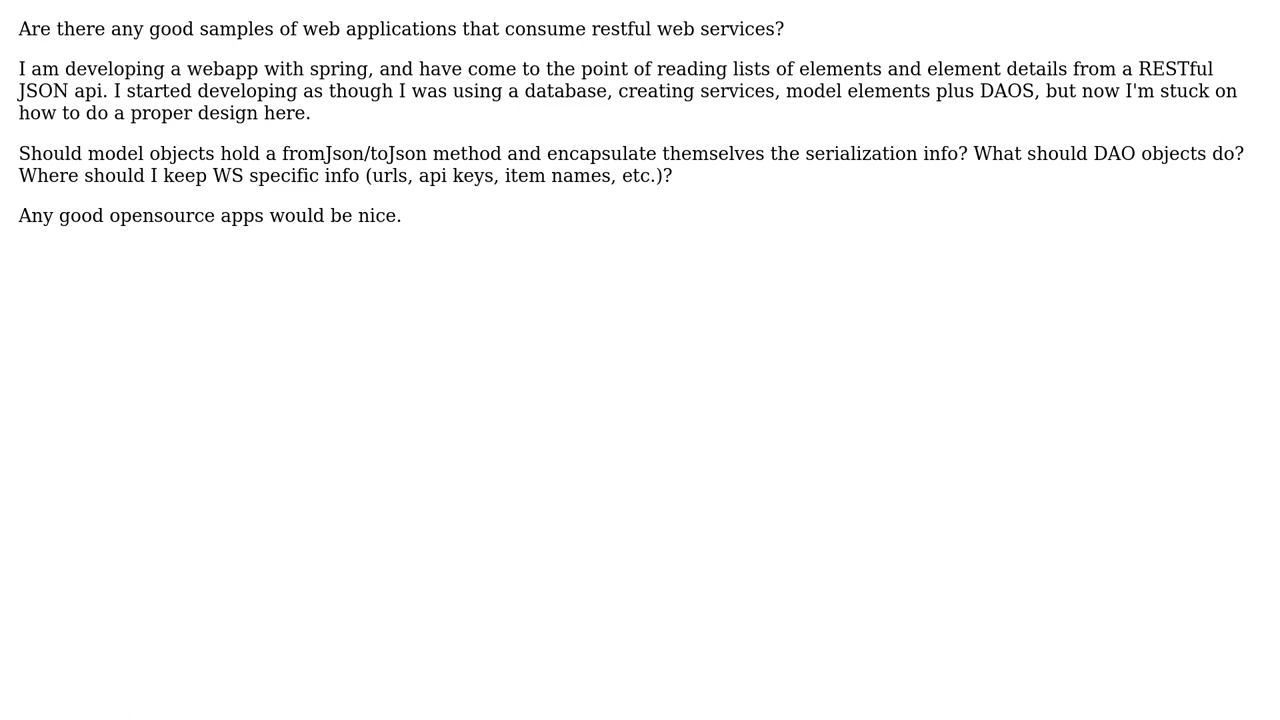 Are there any good samples of web applications that consume restful web services?
I am developing a webapp with spring, and have come to the point of reading lists of elements and element details from a RESTful
JSON api. I started developing as though I was using a database, creating services, model elements plus DAOS, but now I'm stuck on
how to do a proper design here.
Should model objects hold a fromJson/toJson method and encapsulate themselves the serialization info? What should DAO objects do?
Where should I keep WS specific info (urls, api keys, item names, etc.)?
Any good opensource apps would be nice.